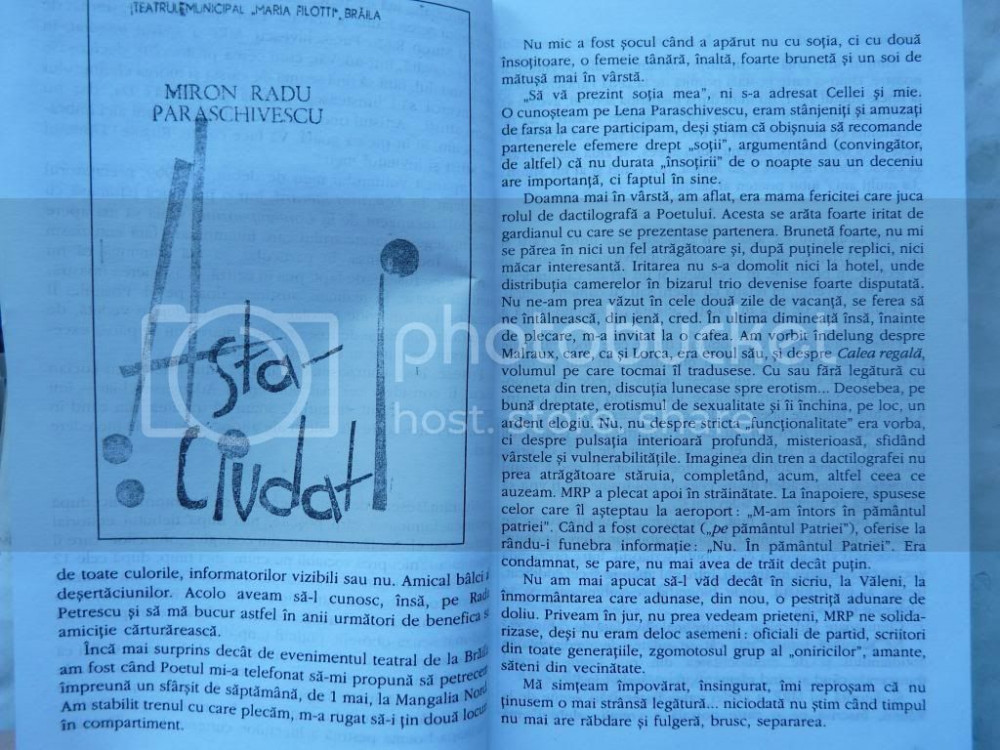 TEATRUL MUNICIPAL „MARIA FILOTTI", BRĂILA
MIRON RADU
PARASCHIVESCU
Asta-i
Ciudat!
de toate culorile, informatorilor vizibili sau nu. Amical bâlci
deșertăciunilor. Acolo aveam să-l cunosc, însă, pe
Petrescu și să mă bucur astfel în anii următori de benefica
amiciție cărturărească.
Încă mai surprins decât de evenimentul teatral de la
am fost când Poetul mi-a telefonat să-mi propună să petrecem
împreună un sfârșit de săptămână, de 1 mai, la Mangalia Nord.
Am stabilit trenul cu care plecăm, m-a rugat să-i țin două locuri
în compartiment.
Nu mic a fost șocul când a apărut nu cu soția, ci cu două
însoțitoare, o femeie tânără, înaltă, foarte brunetă și un soi de
mătușă mai în vârstă.
„Să vă prezint soția mea", ni s-a adresat Cellei și mie.
O cunoșteam pe Lena Paraschivescu, eram stânjeniți și amuzați
de farsa la care participam, deși știam că obișnuia să recomande
partenerele efemere drept „soții", argumentând (convingător,
de altfel) că nu durata „însoțirii" de o noapte sau un deceniu
are importanță, ci faptul în sine.
Doamna mai în vârstă, am aflat, era mama fericitei care juca
rolul de dactilografă a Poetului. Acesta se arăta foarte iritat de
gardianul cu care se prezentase partenera. Brunetă foarte, nu mi
se părea în nici un fel atrăgătoare și, după puținele replici, nici
măcar interesantă. Iritarea nu s-a domolit nici la hotel, unde
distribuția camerelor în bizarul trio devenise foarte disputată.
Nu ne-am prea văzut în cele două zile de vacanță, se ferea să
ne întâlnească, din jenă, cred. În ultima dimineață însă, înainte
de plecare, m-a invitat la o cafea. Am vorbit îndelung despre
Malraux, care, ca și Lorca, era eroul său, și despre Calea regală,
volumul pe care tocmai îl tradusese. Cu sau fără legătură cu
sceneta din tren, discuția lunecase spre erotism... Deosebea, pe
bună dreptate, erotismul de sexualitate și îi închina, pe loc, un
ardent elogiu. Nu, nu despre stricta „funcționalitate" era vorba,
ci despre pulsația interioară profundă, misterioasă, sfidând
vârstele și vulnerabilitățile. Imaginea din tren a dactilografei nu
prea atrăgătoare stăruia, completând, acum, altfel ceea ce
auzeam. MRP a plecat apoi în străinătate. La înapoiere, spusese
celor care îl așteptau la aeroport: „M-am întors în pământul
patriei". Când a fost corectat („pe pământul Patriei"), oferise la
rându-i funebra informație: „Nu. În pământul Patriei". Era
condamnat, se pare, nu mai avea de trăit decât puțin.
Nu am mai apucat să-l văd decât în sicriu, la Văleni, la
înmormântarea care adunase, din nou, o pestriță adunare de
doliu. Priveam în jur, nu prea vedeam prieteni, MRP ne solida-
rizase, deși nu eram deloc asemeni: oficiali de partid, scriitori
din toate generațiile, zgomotosul grup al „oniricilor", amante,
săteni din vecinătate.
Mă simțeam împovărat, însingurat, îmi reproșam că nu
ținusem o mai strânsă legătură... niciodată nu știm când timpul
nu mai are răbdare și fulgeră, brusc, separarea.
photobucket
host. store. share.